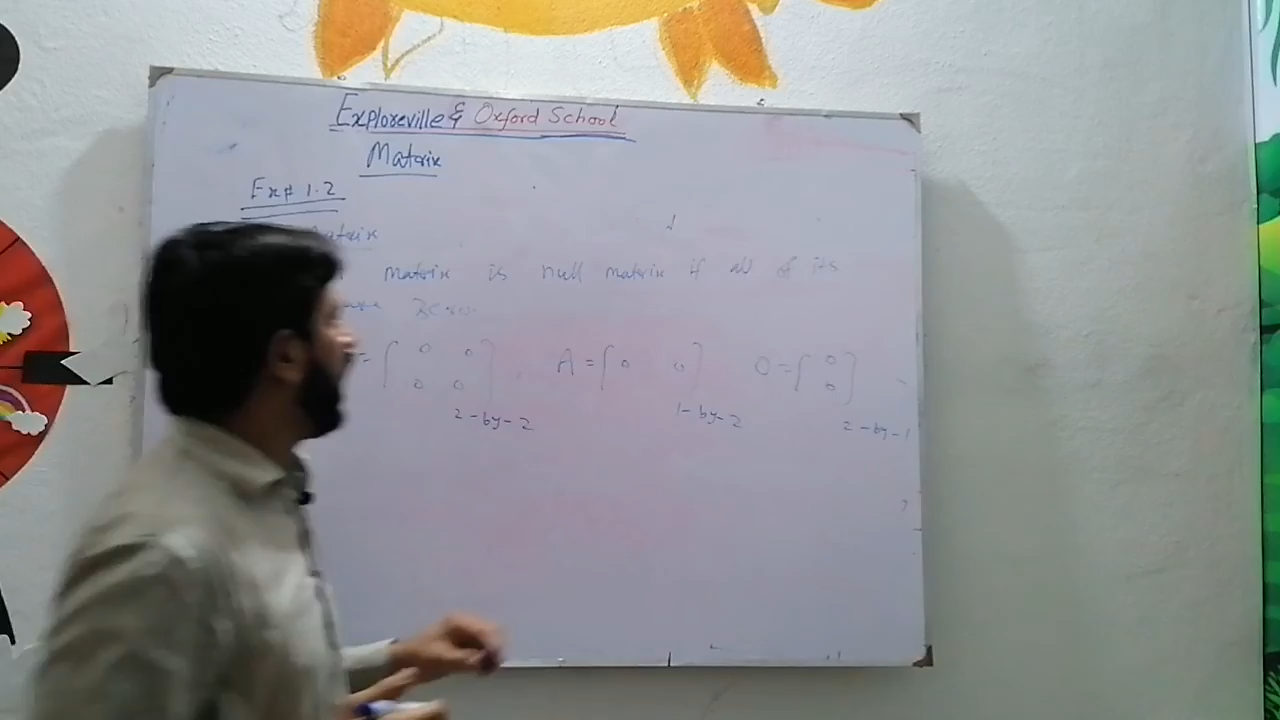 Exploreville & Oxford School
Matrix
Ex# 1.2
matrix
matrix is null matrix if all of its
zeros.
= [ 0 0 A = [ 0 0 ] O = [ 0
0 0 ] 0 ]
2-by-2 1-by-2 2-by-1